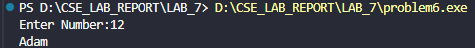 PS D:\CSE_LAB_REPORT\LAB_7> D:\CSE_LAB_REPORT\LAB_7\problem6.exe
Enter Number:12
Adam